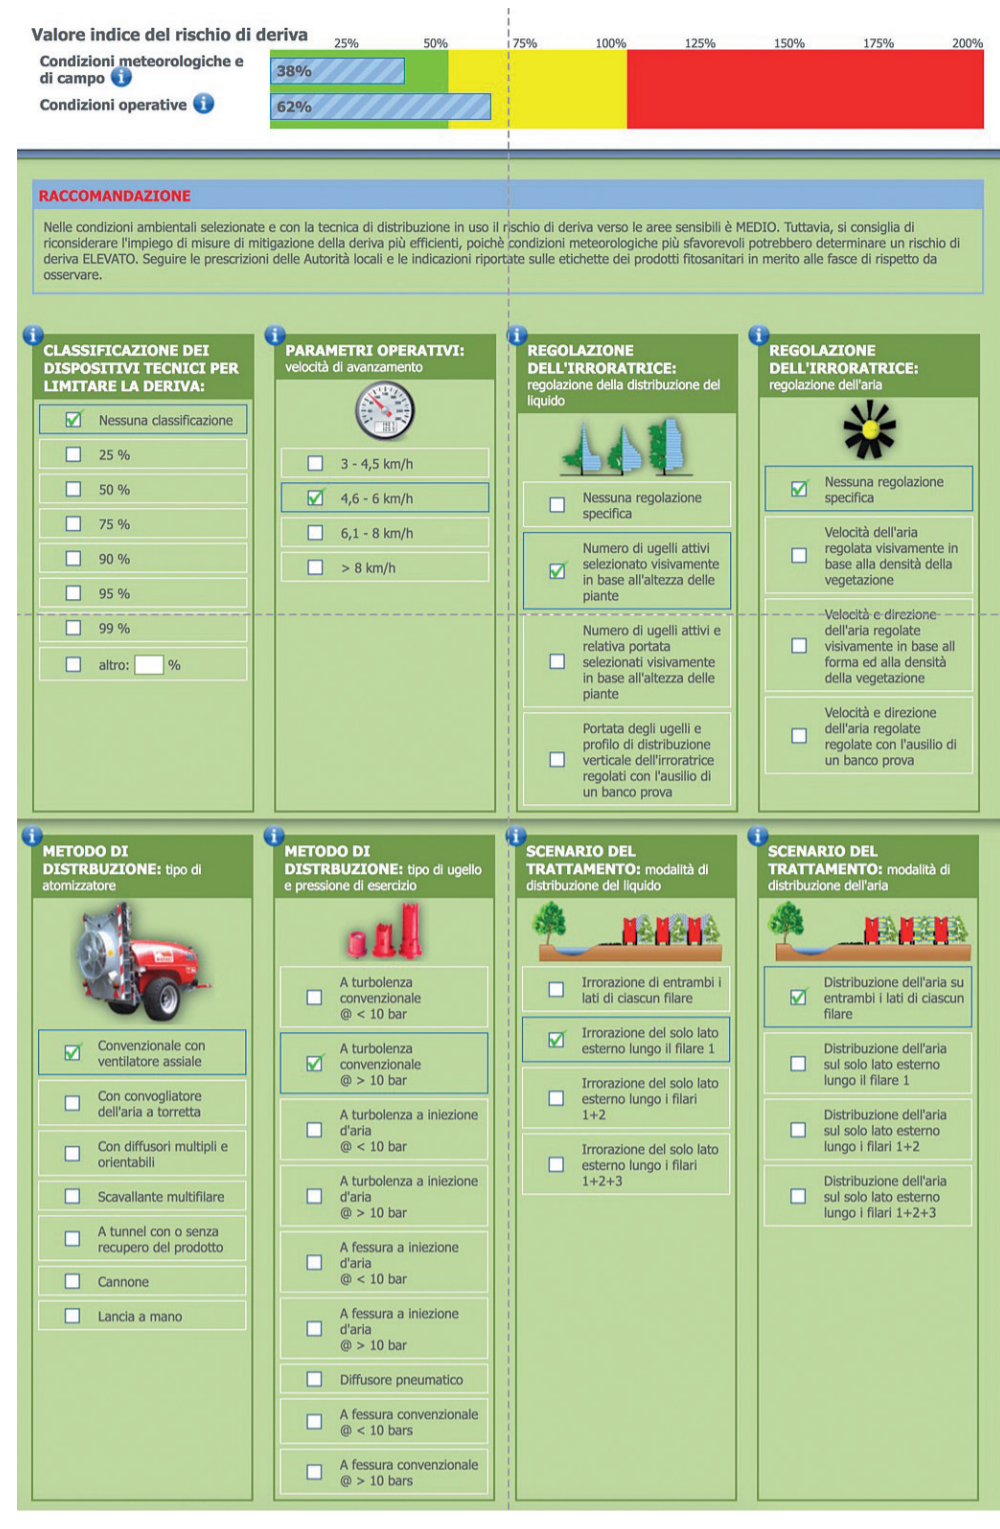 Valore indice del rischio di deriva
25% 50% 75% 100% 125% 150% 175% 200%
Condizioni meteorologiche e
di campo
38%
Condizioni operative
62%
RACCOMANDAZIONE
Nelle condizioni ambientali selezionate e con la tecnica di distribuzione in uso il rischio di deriva verso le aree sensibili è MEDIO. Tuttavia, si consiglia di
riconsiderare l'impiego di misure di mitigazione della deriva più efficienti, poichè condizioni meteorologiche più sfavorevoli potrebbero determinare un rischio di
deriva ELEVATO. Seguire le prescrizioni delle Autorità locali e le indicazioni riportate sulle etichette dei prodotti fitosanitari in merito alle fasce di rispetto da
osservare.
CLASSIFICAZIONE DEI
DISPOSITIVI TECNICI PER
LIMITARE LA DERIVA:
Nessuna classificazione
25 %
50 %
75 %
90 %
95 %
99 %
altro: %
PARAMETRI OPERATIVI:
velocità di avanzamento
3 - 4,5 km/h
4,6 - 6 km/h
6,1 - 8 km/h
> 8 km/h
REGOLAZIONE
DELL'IRRORATRICE:
regolazione della distribuzione del
liquido
Nessuna regolazione
specifica
Numero di ugelli attivi
selezionato visivamente
in base all'altezza delle
piante
Numero di ugelli attivi e
relativa portata
selezionati visivamente
in base all'altezza delle
piante
Portata degli ugelli e
profilo di distribuzione
verticale dell'irroratrice
regolati con l'ausilio di
un banco prova
REGOLAZIONE
DELL'IRRORATRICE:
regolazione dell'aria
Nessuna regolazione
specifica
Velocità dell'aria
regolata visivamente in
base alla densità della
vegetazione
Velocità e direzione
dell'aria regolate
visivamente in base all
forma ed alla densità
della vegetazione
Velocità e direzione
dell'aria regolate
regolate con l'ausilio di
un banco prova
METODO DI
DISTRBUZIONE: tipo di
atomizzatore
Convenzionale con
ventilatore assiale
Con convogliatore
dell'aria a torretta
Con diffusori multipli e
orientabili
Scavallante multifilare
A tunnel con o senza
recupero del prodotto
Cannone
Lancia a mano
METODO DI
DISTRBUZIONE: tipo di ugello
e pressione di esercizio
A turbolenza
convenzionale
@ < 10 bar
A turbolenza
convenzionale
@ > 10 bar
A turbolenza a iniezione
d'aria
@ < 10 bar
A turbolenza a iniezione
d'aria
@ > 10 bar
A fessura a iniezione
d'aria
@ < 10 bar
A fessura a iniezione
d'aria
@ > 10 bar
Diffusore pneumatico
A fessura convenzionale
@ < 10 bars
A fessura convenzionale
@ > 10 bars
SCENARIO DEL
TRATTAMENTO: modalità di
distribuzione del liquido
Irrorazione di entrambi i
lati di ciascun filare
Irrorazione del solo lato
esterno lungo il filare 1
Irrorazione del solo lato
esterno lungo i filari
1+2
Irrorazione del solo lato
esterno lungo i filari
1+2+3
SCENARIO DEL
TRATTAMENTO: modalità di
distribuzione dell'aria
Distribuzione dell'aria su
entrambi i lati di ciascun
filare
Distribuzione dell'aria
sul solo lato esterno
lungo il filare 1
Distribuzione dell'aria
sul solo lato esterno
lungo i filari 1+2
Distribuzione dell'aria
sul solo lato esterno
lungo i filari 1+2+3